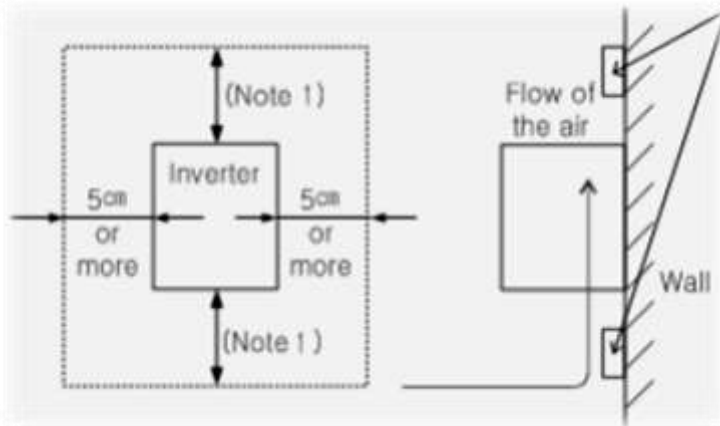 (Note 1)
Inverter
5cm
or
more
5cm
or
more
(Note 1)
Flow of
the air
Wall